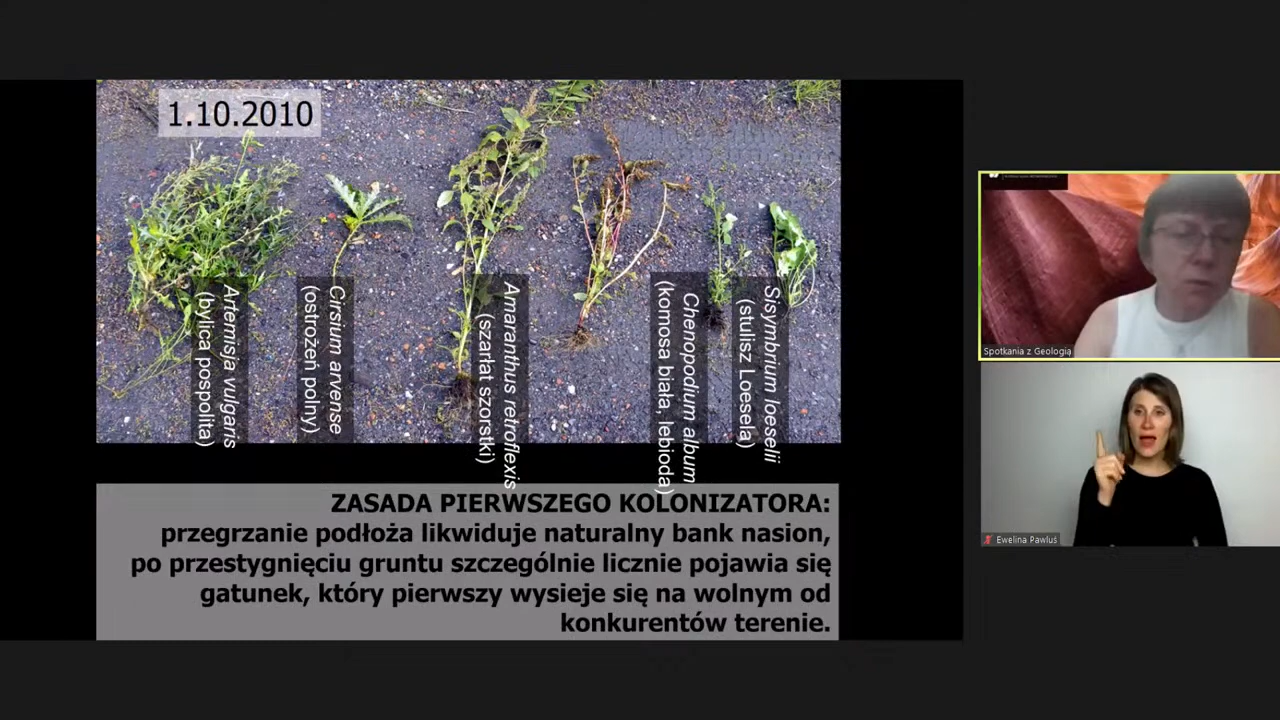 1.10.2010
Artemisja vulgaris
(bylica pospolita)
Cirsium arvense
(ostrożeń polny)
Amaranthus retroflexis
(szarłat szorstki)
Chenopodium album
(komosa biała, lebioda)
Sisymbrium loeselii
(stulisz Loesela)
ZASADA PIERWSZEGO KOLONIZATORA:
przegrzanie podłoża likwiduje naturalny bank nasion,
po przestygnięciu gruntu szczególnie licznie pojawia się
gatunek, który pierwszy wysieje się na wolnym od
konkurentów terenie.
Spotkania z Geologią
Ewelina Pawluś